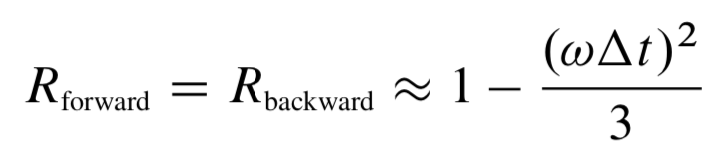 R_forward = R_backward ≈ 1 − (ωΔt)² / 3